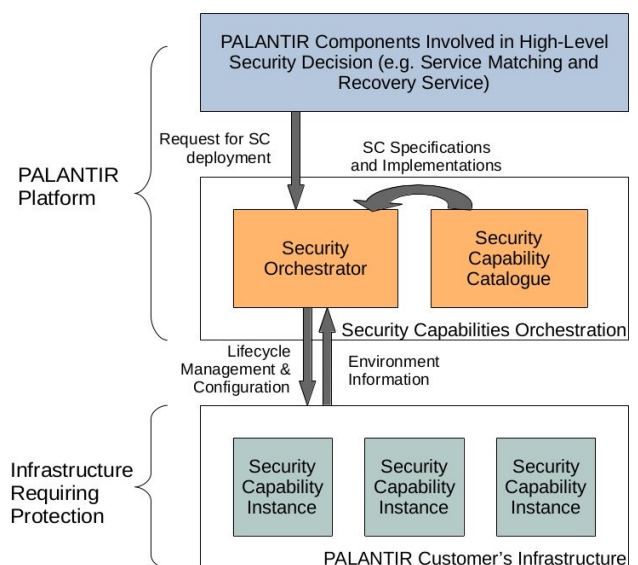 PALANTIR Components Involved in High-Level
Security Decision (e.g. Service Matching and
Recovery Service)
Request for SC
deployment
SC Specifications
and Implementations
PALANTIR
Platform
Security
Orchestrator
Security
Capability
Catalogue
Security Capabilities Orchestration
Lifecycle
Management &
Configuration
Environment
Information
Infrastructure
Requiring
Protection
Security
Capability
Instance
Security
Capability
Instance
Security
Capability
Instance
PALANTIR Customer's Infrastructure